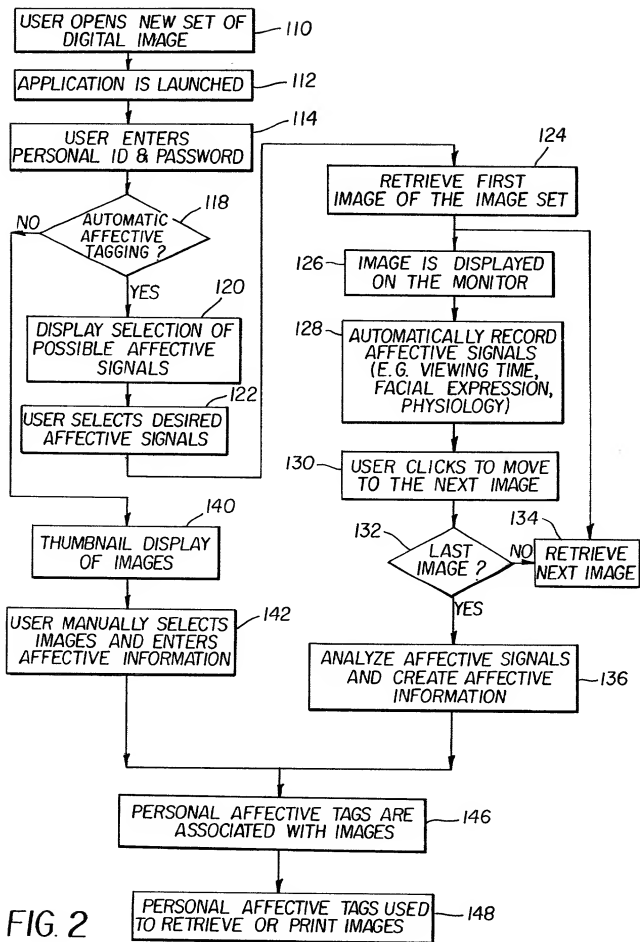 USER OPENS NEW SET OF
DIGITAL IMAGE
110
APPLICATION IS LAUNCHED
112
114
USER ENTERS
PERSONAL ID & PASSWORD
NO
AUTOMATIC
AFFECTIVE
TAGGING ?
118
YES
120
DISPLAY SELECTION OF
POSSIBLE AFFECTIVE
SIGNALS
122
USER SELECTS DESIRED
AFFECTIVE SIGNALS
140
THUMBNAIL DISPLAY
OF IMAGES
USER MANUALLY SELECTS
IMAGES AND ENTERS
AFFECTIVE INFORMATION
142
124
RETRIEVE FIRST
IMAGE OF THE IMAGE SET
126
IMAGE IS DISPLAYED
ON THE MONITOR
128
AUTOMATICALLY RECORD
AFFECTIVE SIGNALS
(E.G. VIEWING TIME,
FACIAL EXPRESSION,
PHYSIOLOGY)
130
USER CLICKS TO MOVE
TO THE NEXT IMAGE
132
LAST
IMAGE ?
NO
134
RETRIEVE
NEXT IMAGE
YES
ANALYZE AFFECTIVE SIGNALS
AND CREATE AFFECTIVE
INFORMATION
136
PERSONAL AFFECTIVE TAGS ARE
ASSOCIATED WITH IMAGES
146
PERSONAL AFFECTIVE TAGS USED
TO RETRIEVE OR PRINT IMAGES
148
FIG. 2